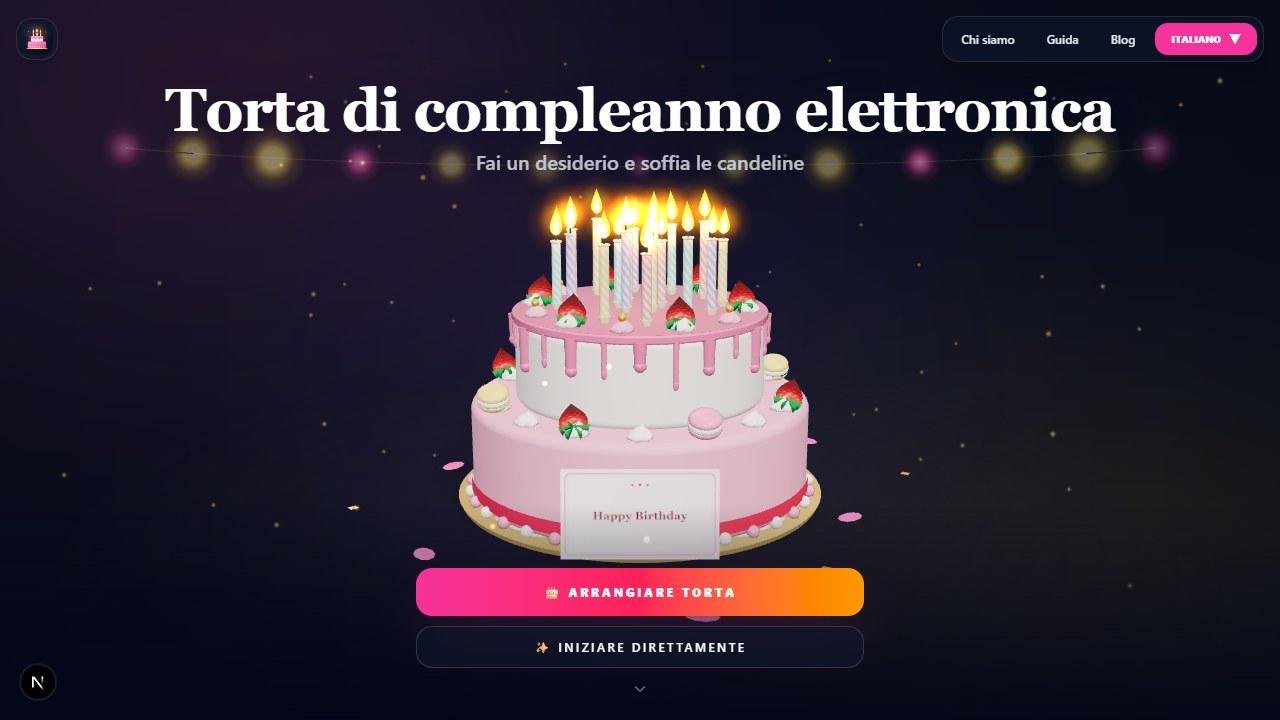 Chi siamo
Guida
Blog
ITALIANO ▼
Torta di compleanno elettronica
Fai un desiderio e soffia le candeline
Happy Birthday
🎂 ARRANGIARE TORTA
✨ INIZIARE DIRETTAMENTE
N